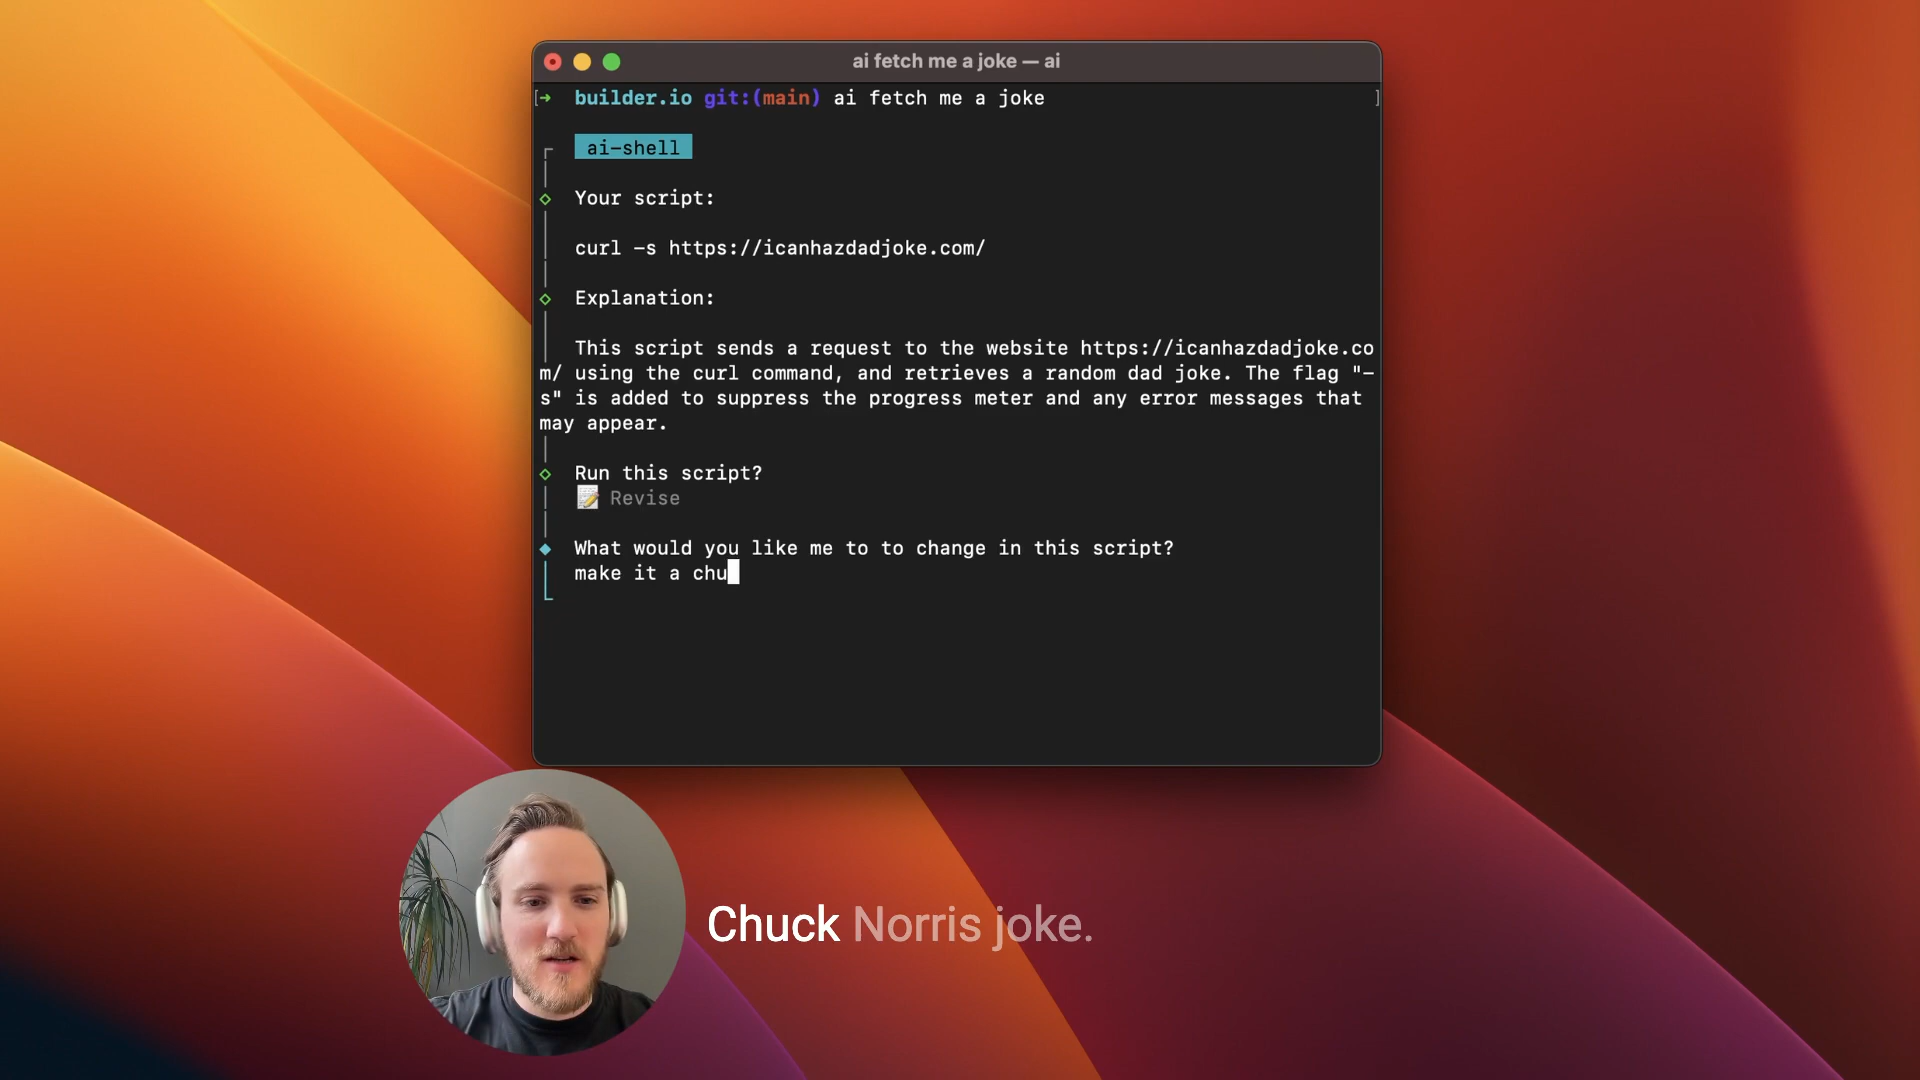 ai fetch me a joke — ai
[➜ builder.io git:(main) ai fetch me a joke ]
ai-shell
Your script:
curl -s https://icanhazdadjoke.com/
Explanation:
This script sends a request to the website https://icanhazdadjoke.co
m/ using the curl command, and retrieves a random dad joke. The flag "-
s" is added to suppress the progress meter and any error messages that
may appear.
Run this script?
📝 Revise
What would you like me to to change in this script?
make it a chu
Chuck Norris joke.